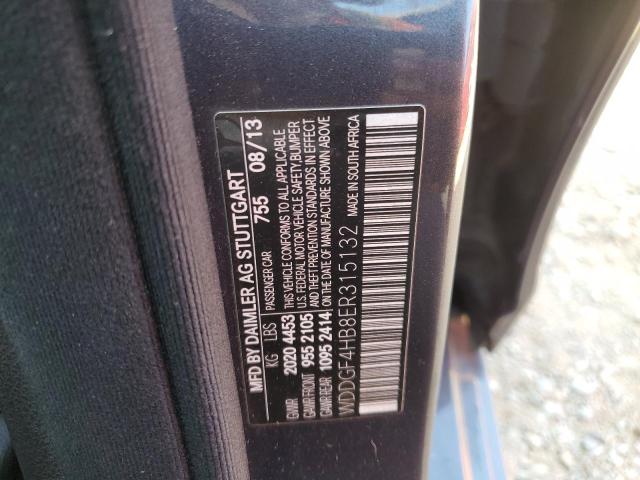 MFD BY DAIMLER AG STUTTGART
755 08/13
PASSENGER CAR
KG LBS
GVWR 2020 4453
GAWR FRONT 955 2105
GAWR REAR 1095 2414
THIS VEHICLE CONFORMS TO ALL APPLICABLE
U.S. FEDERAL MOTOR VEHICLE SAFETY, BUMPER
AND THEFT PREVENTION STANDARDS IN EFFECT
ON THE DATE OF MANUFACTURE SHOWN ABOVE
WDDGF4HB8ER315132
MADE IN SOUTH AFRICA